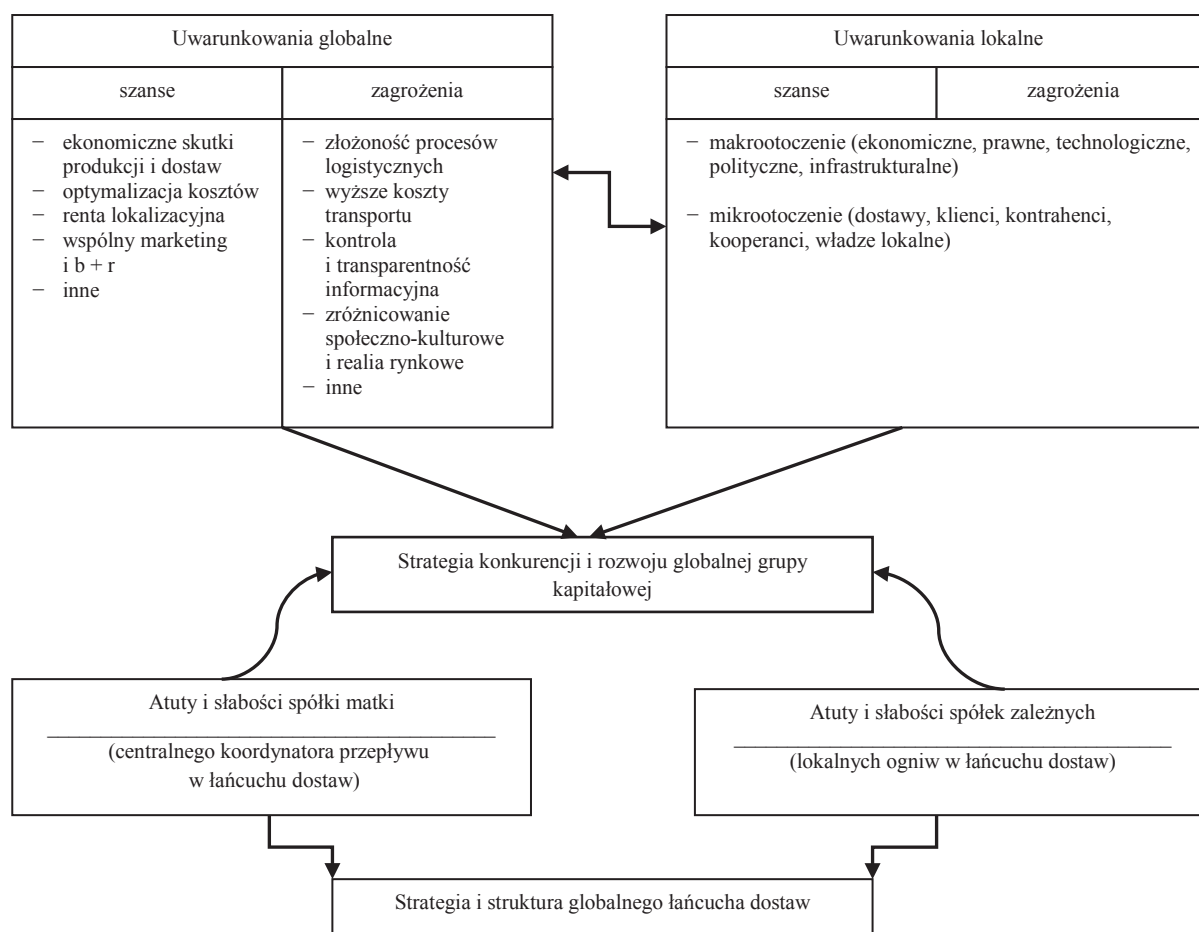 Uwarunkowania globalne
szanse
zagrożenia
− ekonomiczne skutki
produkcji i dostaw
− optymalizacja kosztów
− renta lokalizacyjna
− wspólny marketing
i b + r
− inne
− złożoność procesów
logistycznych
− wyższe koszty
transportu
− kontrola
i transparentność
informacyjna
− zróżnicowanie
społeczno-kulturowe
i realia rynkowe
− inne
Uwarunkowania lokalne
szanse
zagrożenia
− makrootoczenie (ekonomiczne, prawne, technologiczne,
polityczne, infrastrukturalne)
− mikrootoczenie (dostawy, klienci, kontrahenci,
kooperanci, władze lokalne)
Strategia konkurencji i rozwoju globalnej grupy
kapitałowej
Atuty i słabości spółki matki
(centralnego koordynatora przepływu
w łańcuchu dostaw)
Atuty i słabości spółek zależnych
(lokalnych ogniw w łańcuchu dostaw)
Strategia i struktura globalnego łańcucha dostaw